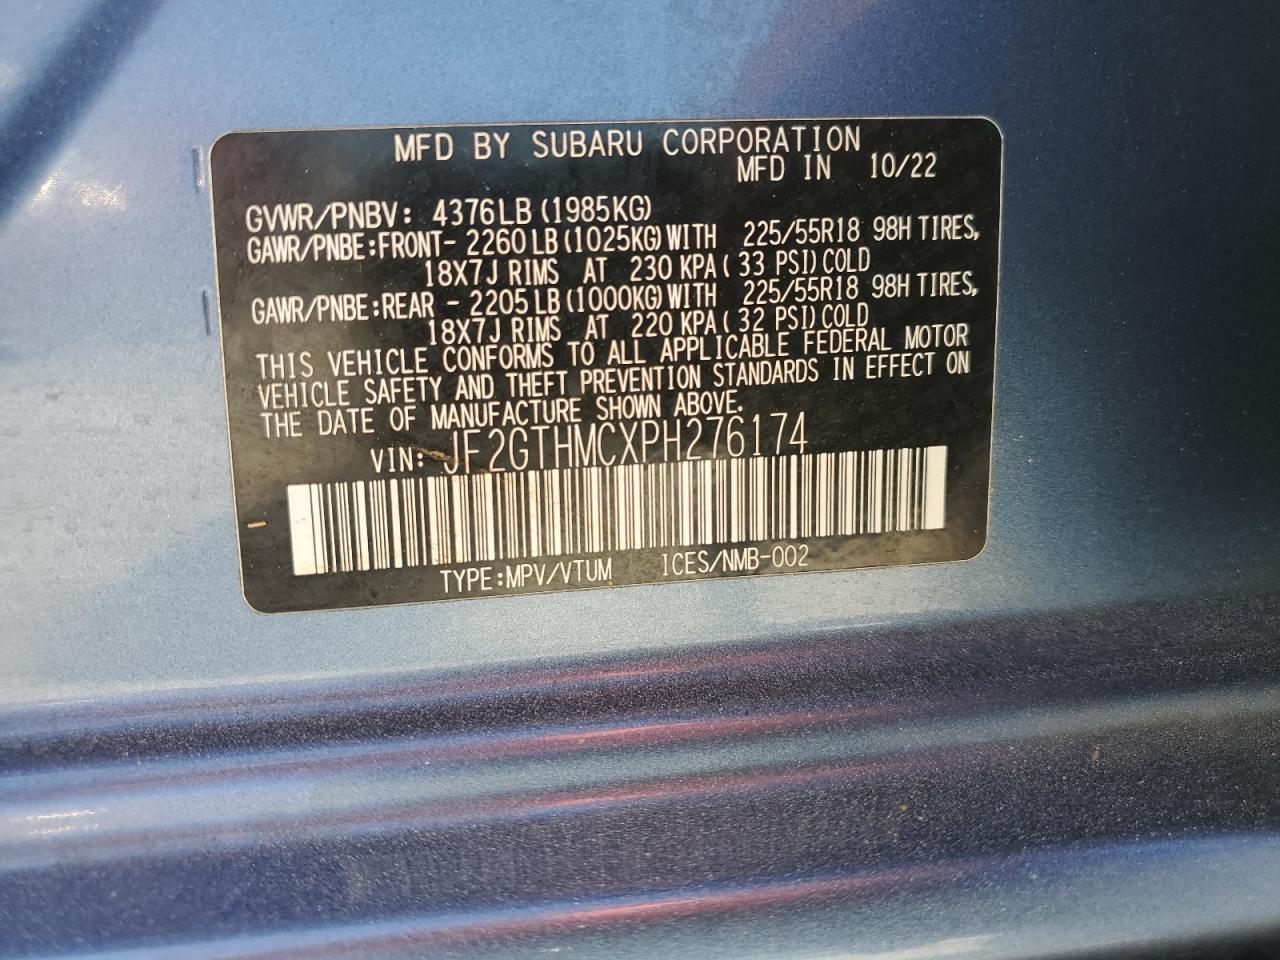 MFD BY SUBARU CORPORATION
MFD IN 10/22
GVWR/PNBV: 4376LB (1985KG)
GAWR/PNBE:FRONT- 2260LB (1025KG) WITH 225/55R18 98H TIRES,
18X7J RIMS AT 230 KPA ( 33 PSI) COLD
GAWR/PNBE:REAR - 2205LB (1000KG) WITH 225/55R18 98H TIRES,
18X7J RIMS AT 220 KPA ( 32 PSI) COLD
THIS VEHICLE CONFORMS TO ALL APPLICABLE FEDERAL MOTOR
VEHICLE SAFETY AND THEFT PREVENTION STANDARDS IN EFFECT ON
THE DATE OF MANUFACTURE SHOWN ABOVE.
VIN: JF2GTHMCXPH276174
TYPE:MPV/VTUM ICES/NMB-002